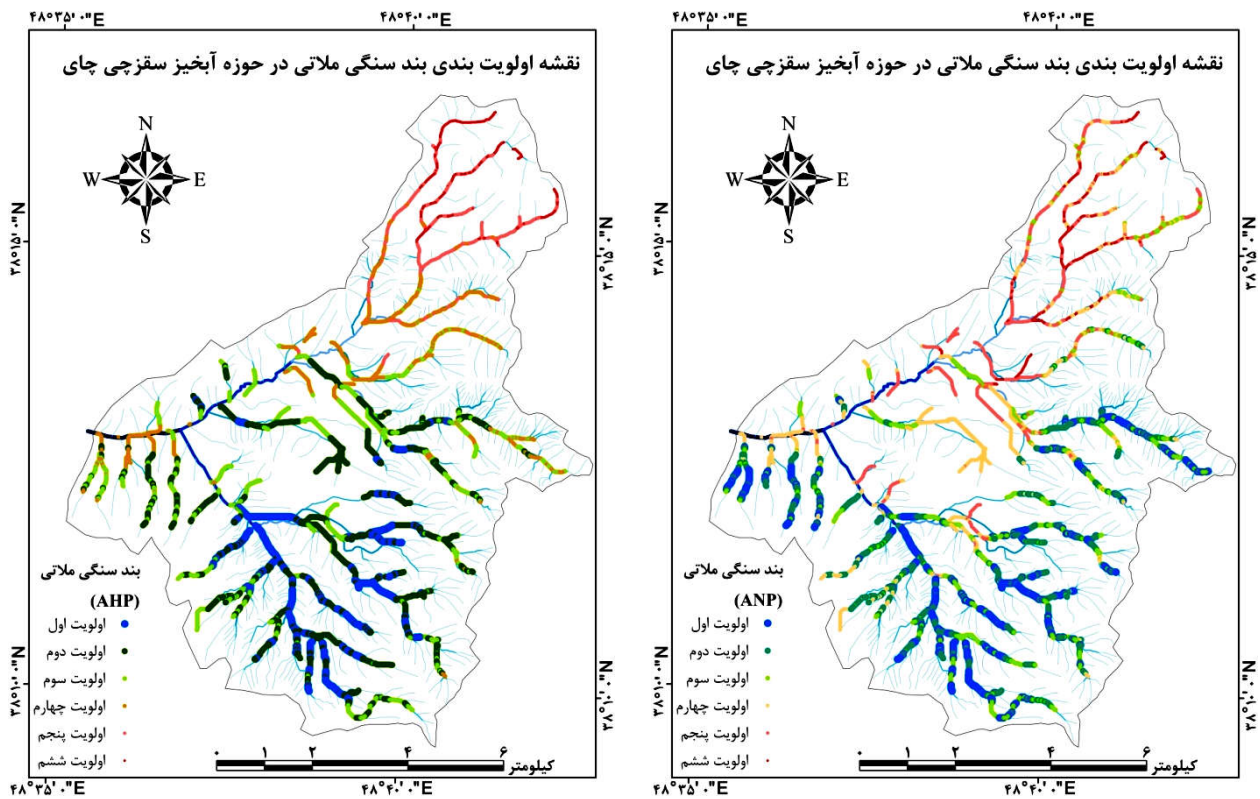 ۴۸°۳۵'۰"E
۴۸°۴۰'۰"E
نقشه اولویت بندی بند سنگی ملاتی در حوزه آبخیز سقزچی چای
N
W
E
S
۳۸°۱۵'۰"N
۳۸°۱۵'۰"N
بند سنگی ملاتی
(AHP)
اولویت اول
اولویت دوم
اولویت سوم
اولویت چهارم
اولویت پنجم
اولویت ششم
۳۸°۱۰'۰"N
۳۸°۱۰'۰"N
۰ ۱ ۲ ۴ ۶
کیلومتر
۴۸°۳۵'۰"E
۴۸°۴۰'۰"E
۴۸°۳۵'۰"E
۴۸°۴۰'۰"E
نقشه اولویت بندی بند سنگی ملاتی در حوزه آبخیز سقزچی چای
N
W
E
S
۳۸°۱۵'۰"N
۳۸°۱۵'۰"N
بند سنگی ملاتی
(ANP)
اولویت اول
اولویت دوم
اولویت سوم
اولویت چهارم
اولویت پنجم
اولویت ششم
۳۸°۱۰'۰"N
۳۸°۱۰'۰"N
۰ ۱ ۲ ۴ ۶
کیلومتر
۴۸°۳۵'۰"E
۴۸°۴۰'۰"E